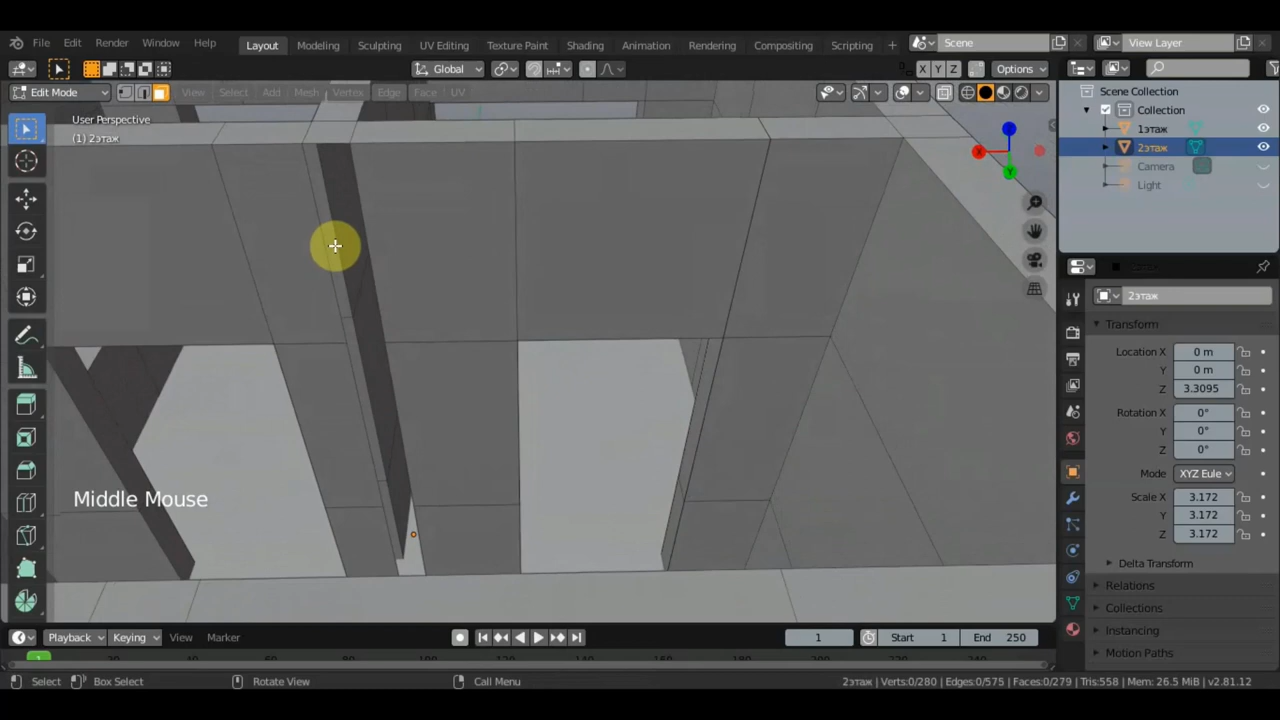 File Edit Render Window Help Layout Modeling Sculpting UV Editing Texture Paint Shading Animation Rendering Compositing Scripting + Scene View Layer
Global X Y Z Options
Edit Mode View Select Add Mesh Vertex Edge Face UV
Scene Collection
Collection
1этаж
2этаж
Camera
Light
User Perspective
(1) 2этаж
X
Y
Middle Mouse
2этаж
Transform
Location X 0 m
Y 0 m
Z 3.3095
Rotation X 0°
Y 0°
Z 0°
Mode XYZ Eule
Scale X 3.172
Y 3.172
Z 3.172
Delta Transform
Relations
Collections
Instancing
Motion Paths
Playback Keying View Marker 1 Start 1 End 250
1
Select Box Select Rotate View Call Menu 2этаж | Verts:0/280 | Edges:0/575 | Faces:0/279 | Tris:558 | Mem: 26.5 MiB | v2.81.12